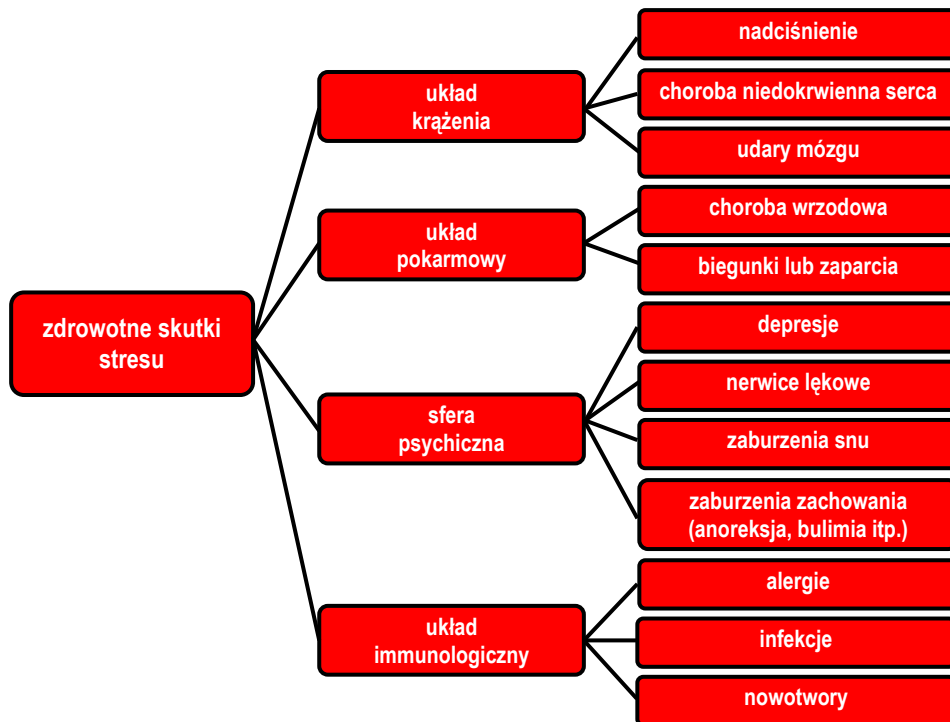 zdrowotne skutki
stresu
układ
krążenia
nadciśnienie
choroba niedokrwienna serca
udary mózgu
układ
pokarmowy
choroba wrzodowa
biegunki lub zaparcia
sfera
psychiczna
depresje
nerwice lękowe
zaburzenia snu
zaburzenia zachowania
(anoreksja, bulimia itp.)
układ
immunologiczny
alergie
infekcje
nowotwory